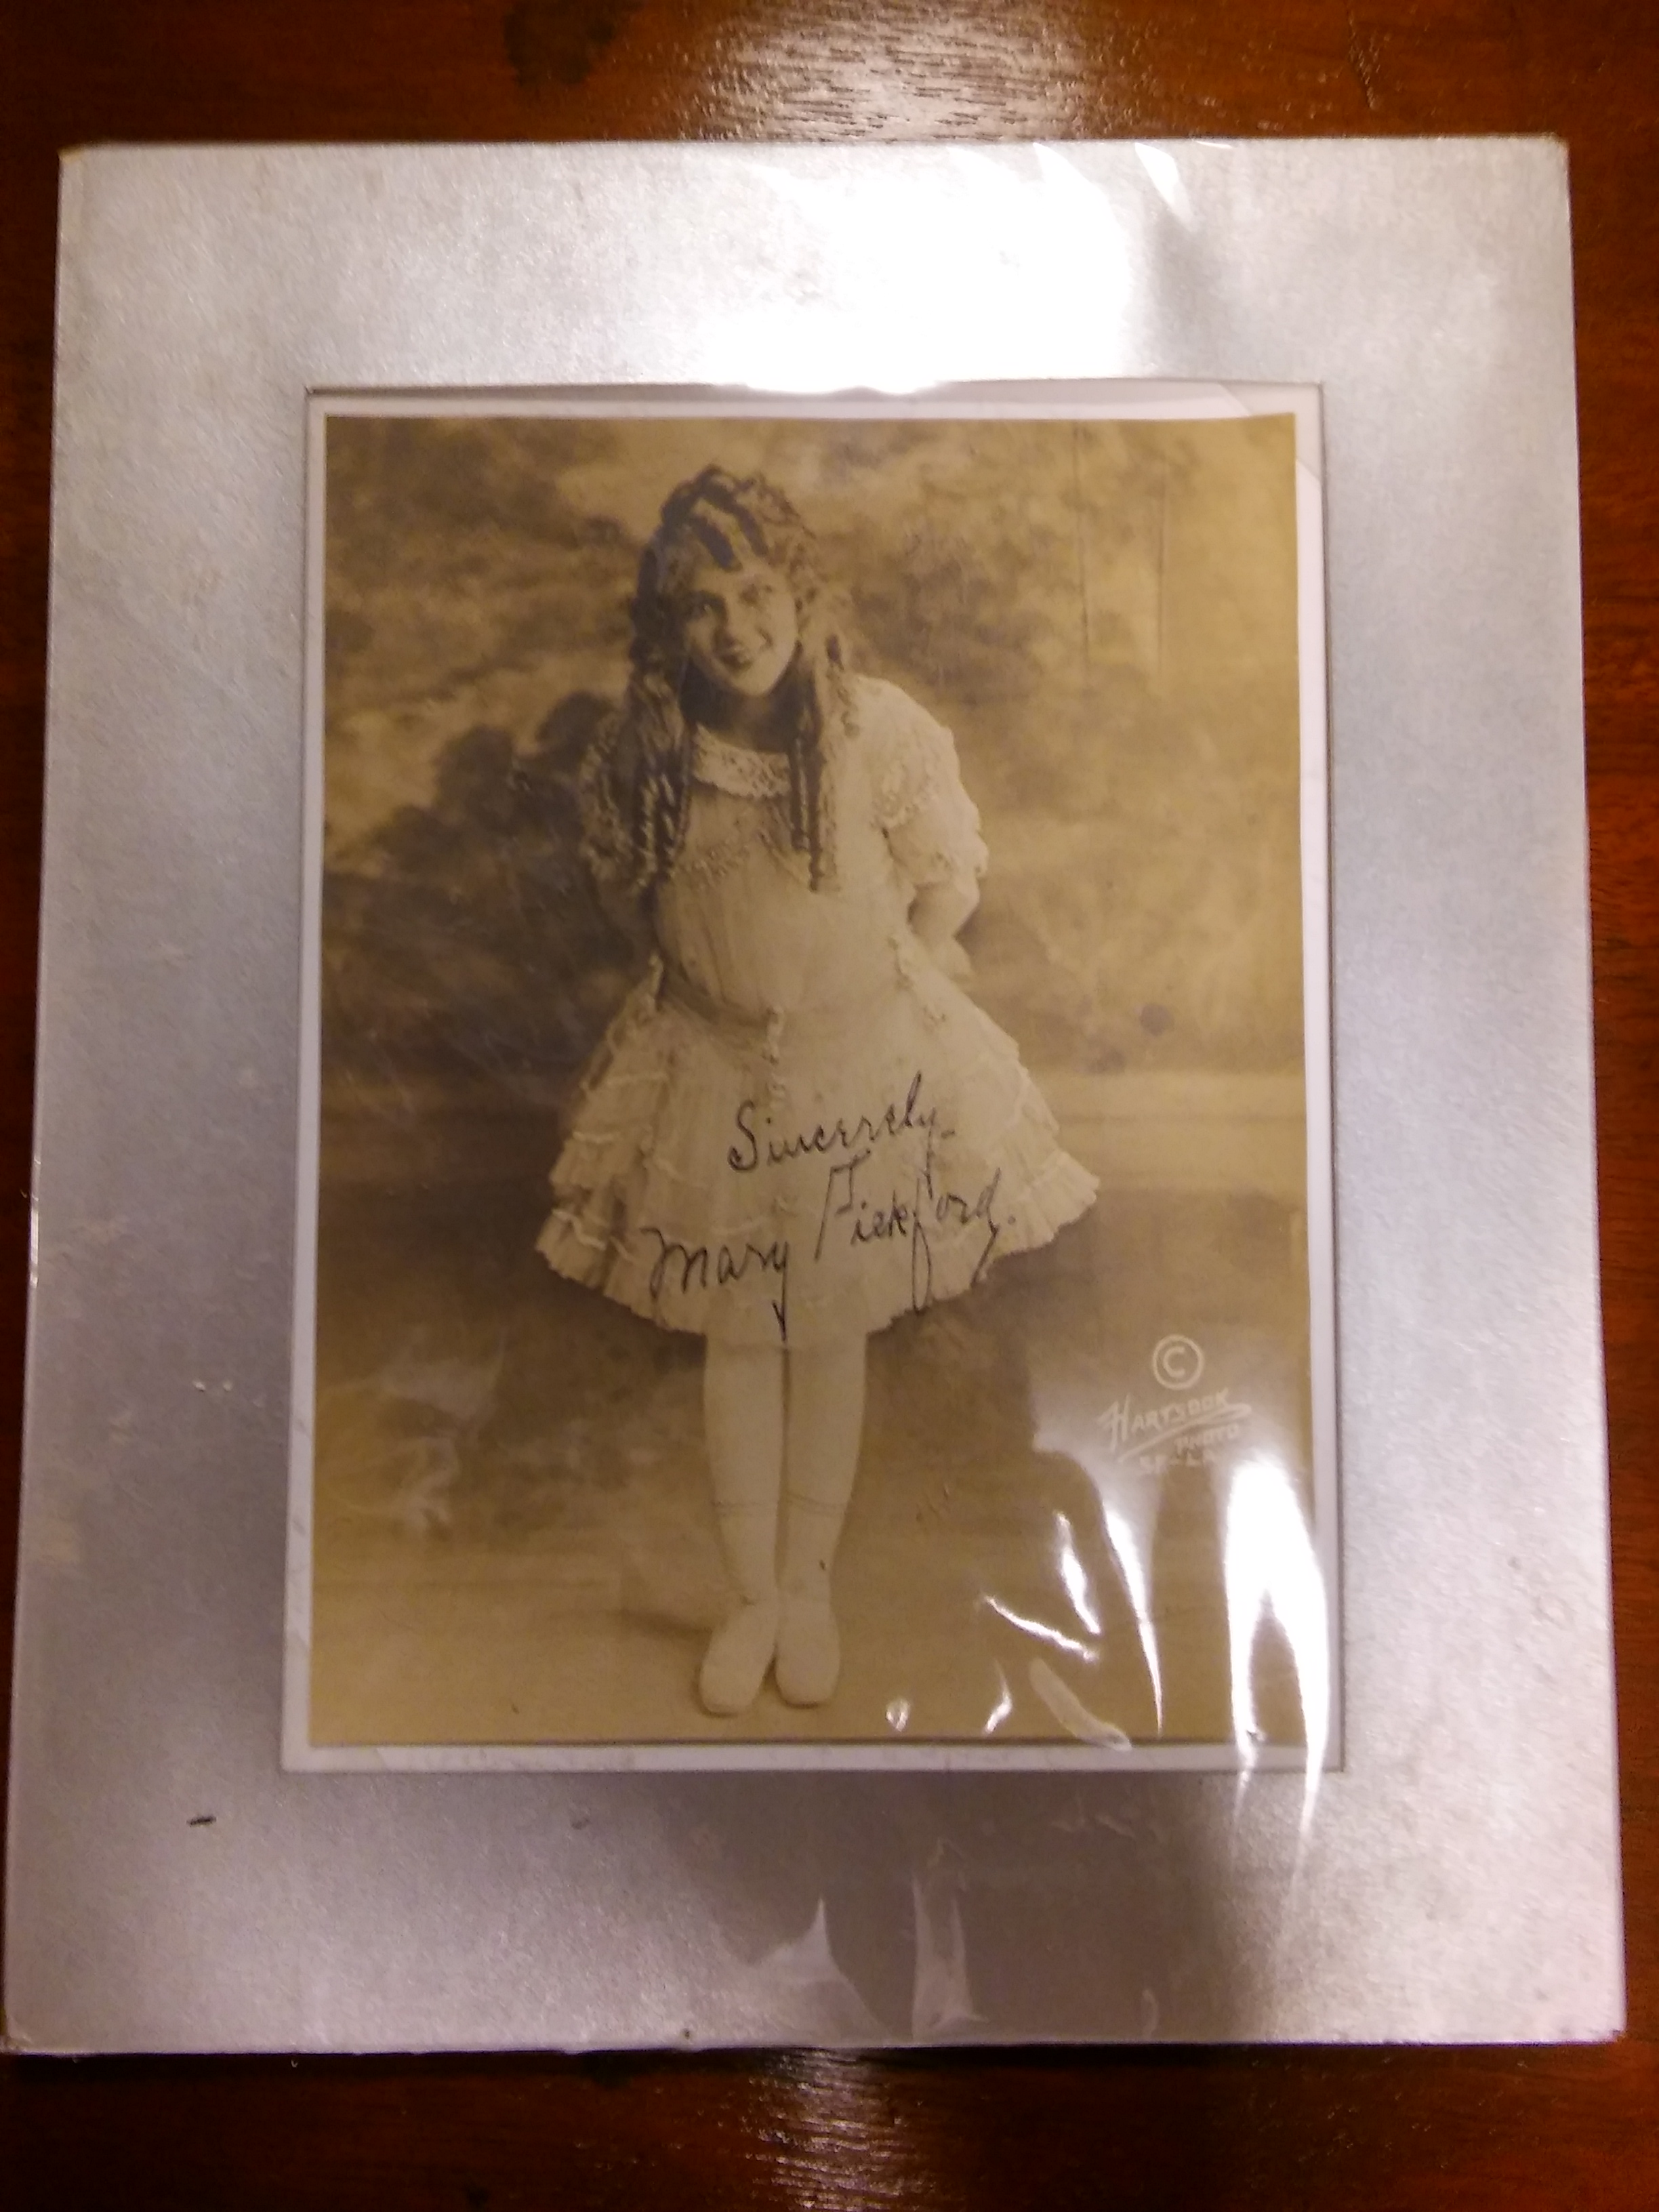 Sincerely
Mary Pickford.
©
HARTSOOK
PHOTO
S.F.-L.A.